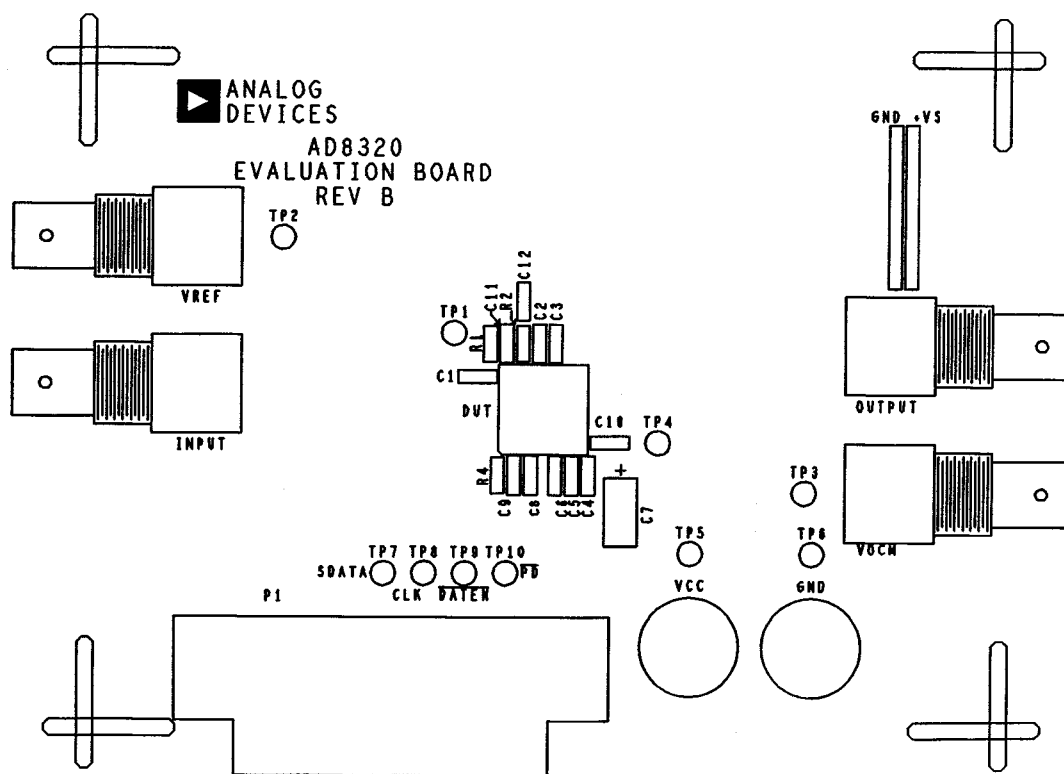 ANALOG
DEVICES
AD8320
EVALUATION BOARD
REV B
GND +VS
TP2
VREF
C12
C11
R2
C2
C3
TP1
R1
C1
DUT
INPUT
OUTPUT
C10
TP4
R4
C9
C8
C6
C5
C4
+
C7
TP3
VOCM
TP5
TP6
TP7 TP8 TP9 TP10
SDATA
PD
CLK
DATEN
VCC
GND
P1